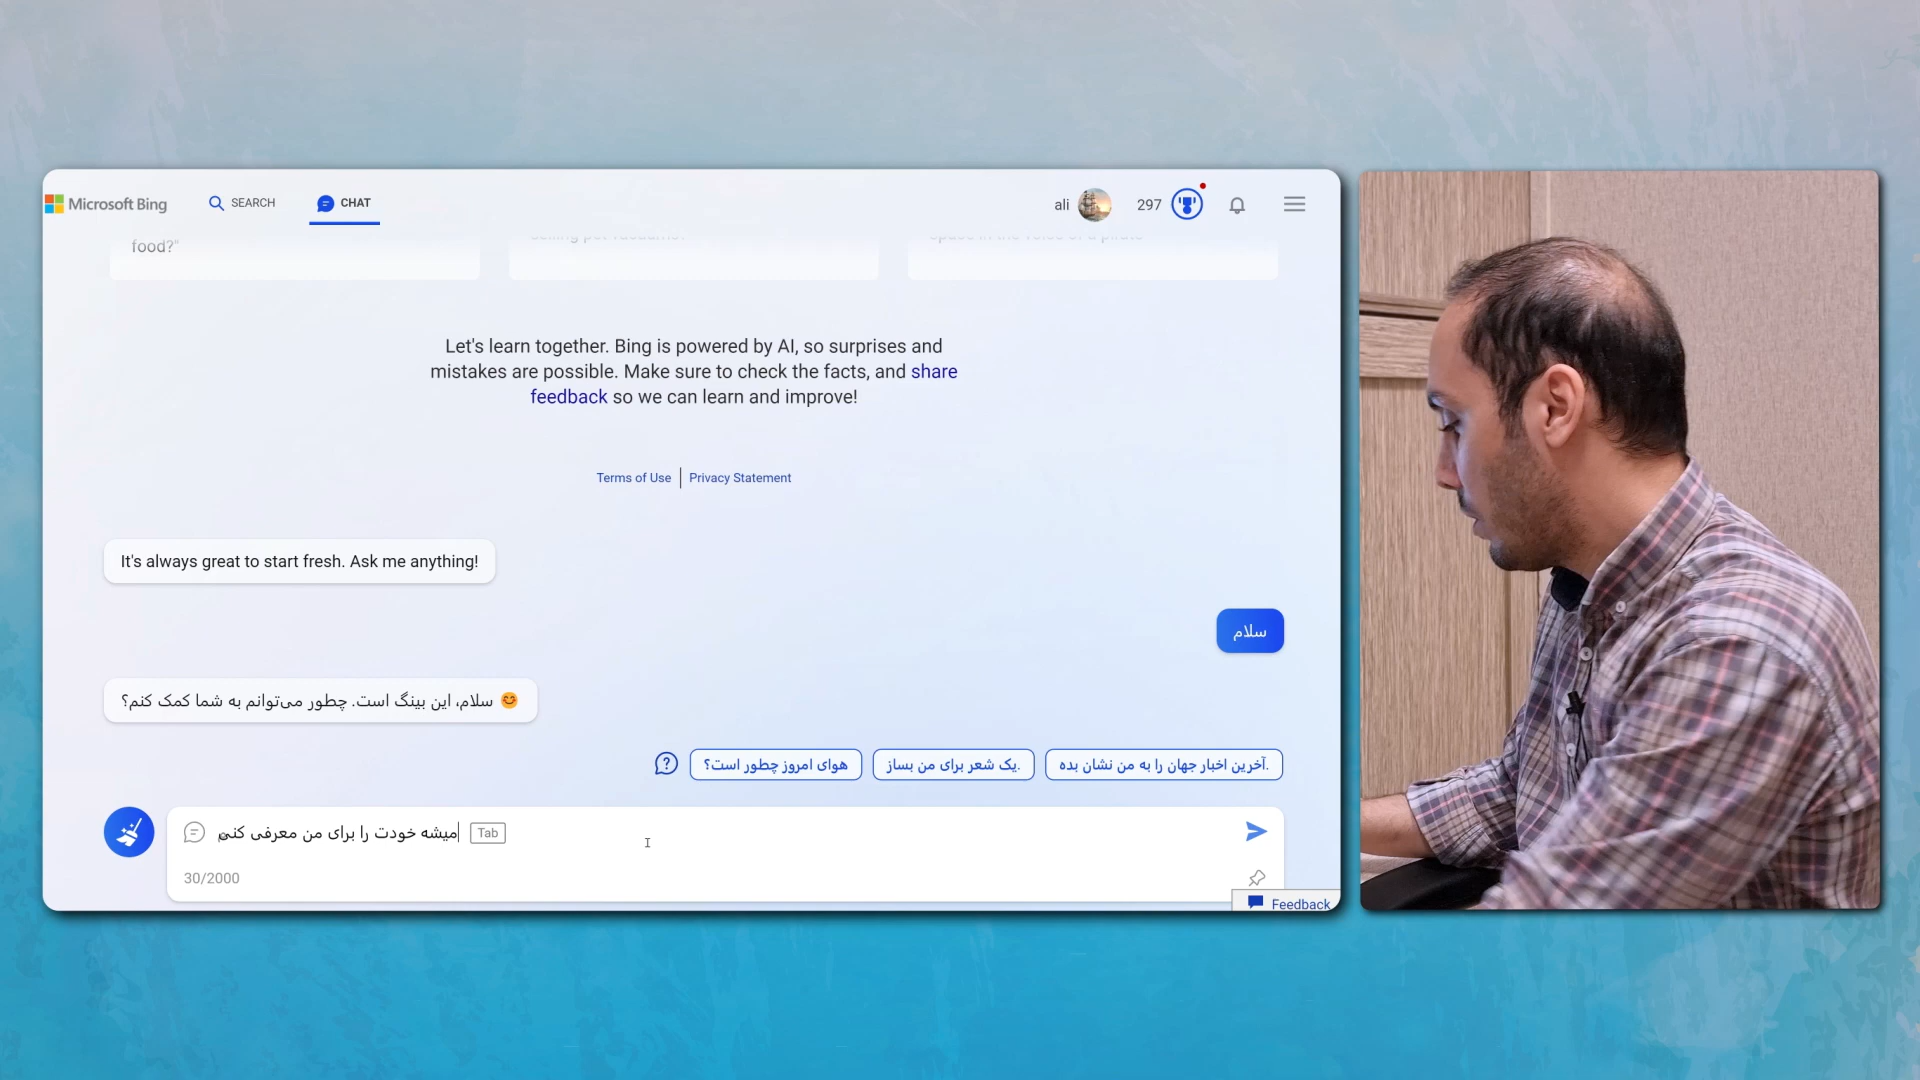 Microsoft Bing
SEARCH
CHAT
ali
297
food?"
Let's learn together. Bing is powered by AI, so surprises and
mistakes are possible. Make sure to check the facts, and share
feedback so we can learn and improve!
Terms of Use
Privacy Statement
It's always great to start fresh. Ask me anything!
سلام
سلام، این بینگ است. چطور می‌توانم به شما کمک کنم؟ 😊
هوای امروز چطور است؟
یک شعر برای من بساز.
آخرین اخبار جهان را به من نشان بده.
میشه خودت را برای من معرفی
Tab
30/2000
Feedback